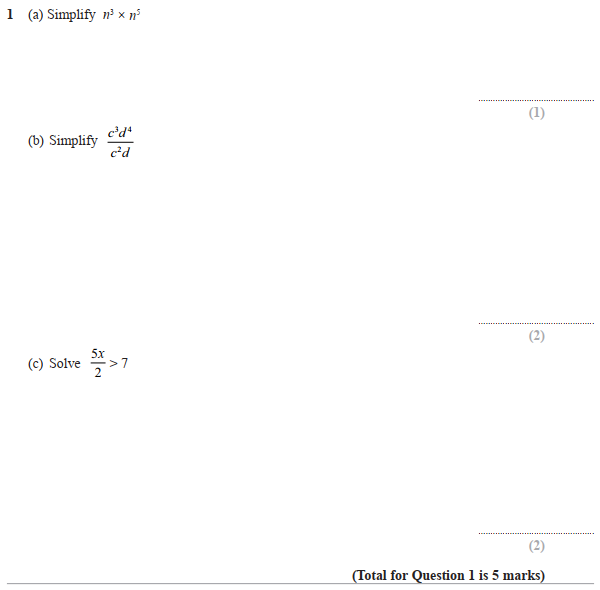 1 (a) Simplify n³ × n⁵
(1)
(b) Simplify c³d⁴
c²d
(2)
(c) Solve 5x/2 > 7
(2)
(Total for Question 1 is 5 marks)